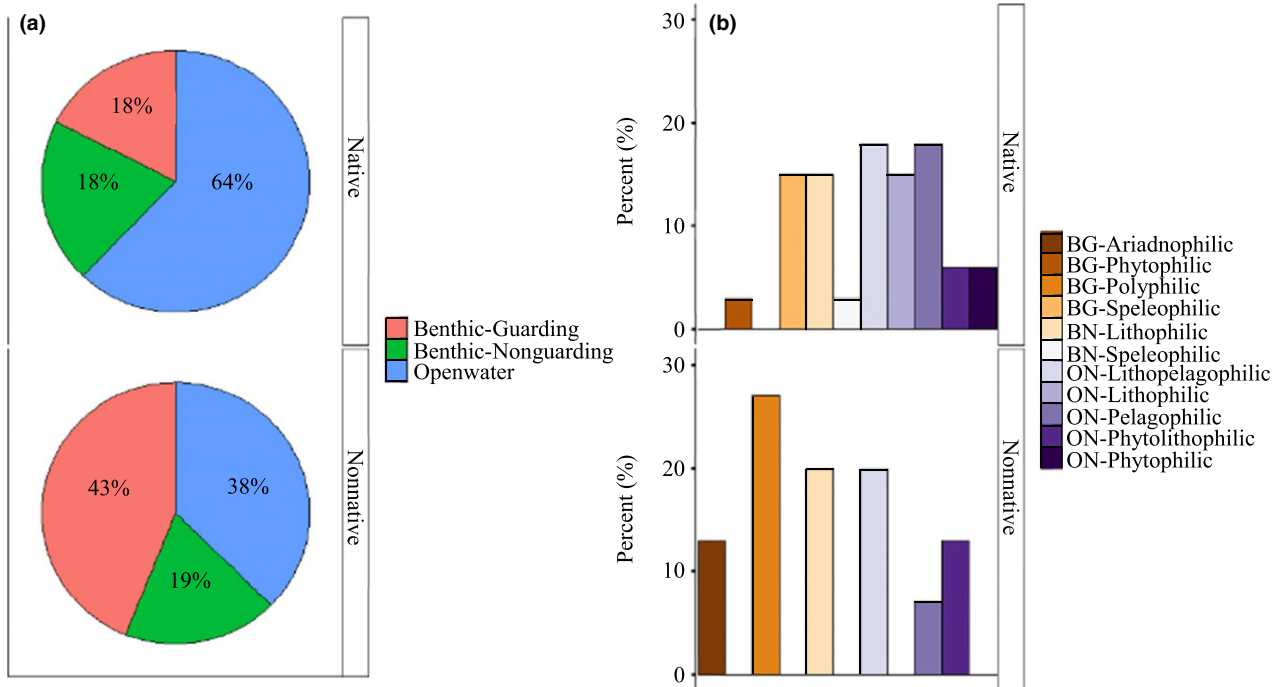 (a)
18%
18%
64%
Native
43%
38%
19%
Nonnative
Benthic-Guarding
Benthic-Nonguarding
Openwater
(b)
30
20
10
0
Percent (%)
Native
30
20
10
0
Percent (%)
Nonnative
BG-Ariadnophilic
BG-Phytophilic
BG-Polyphilic
BG-Speleophilic
BN-Lithophilic
BN-Speleophilic
ON-Lithopelagophilic
ON-Lithophilic
ON-Pelagophilic
ON-Phytolithophilic
ON-Phytophilic